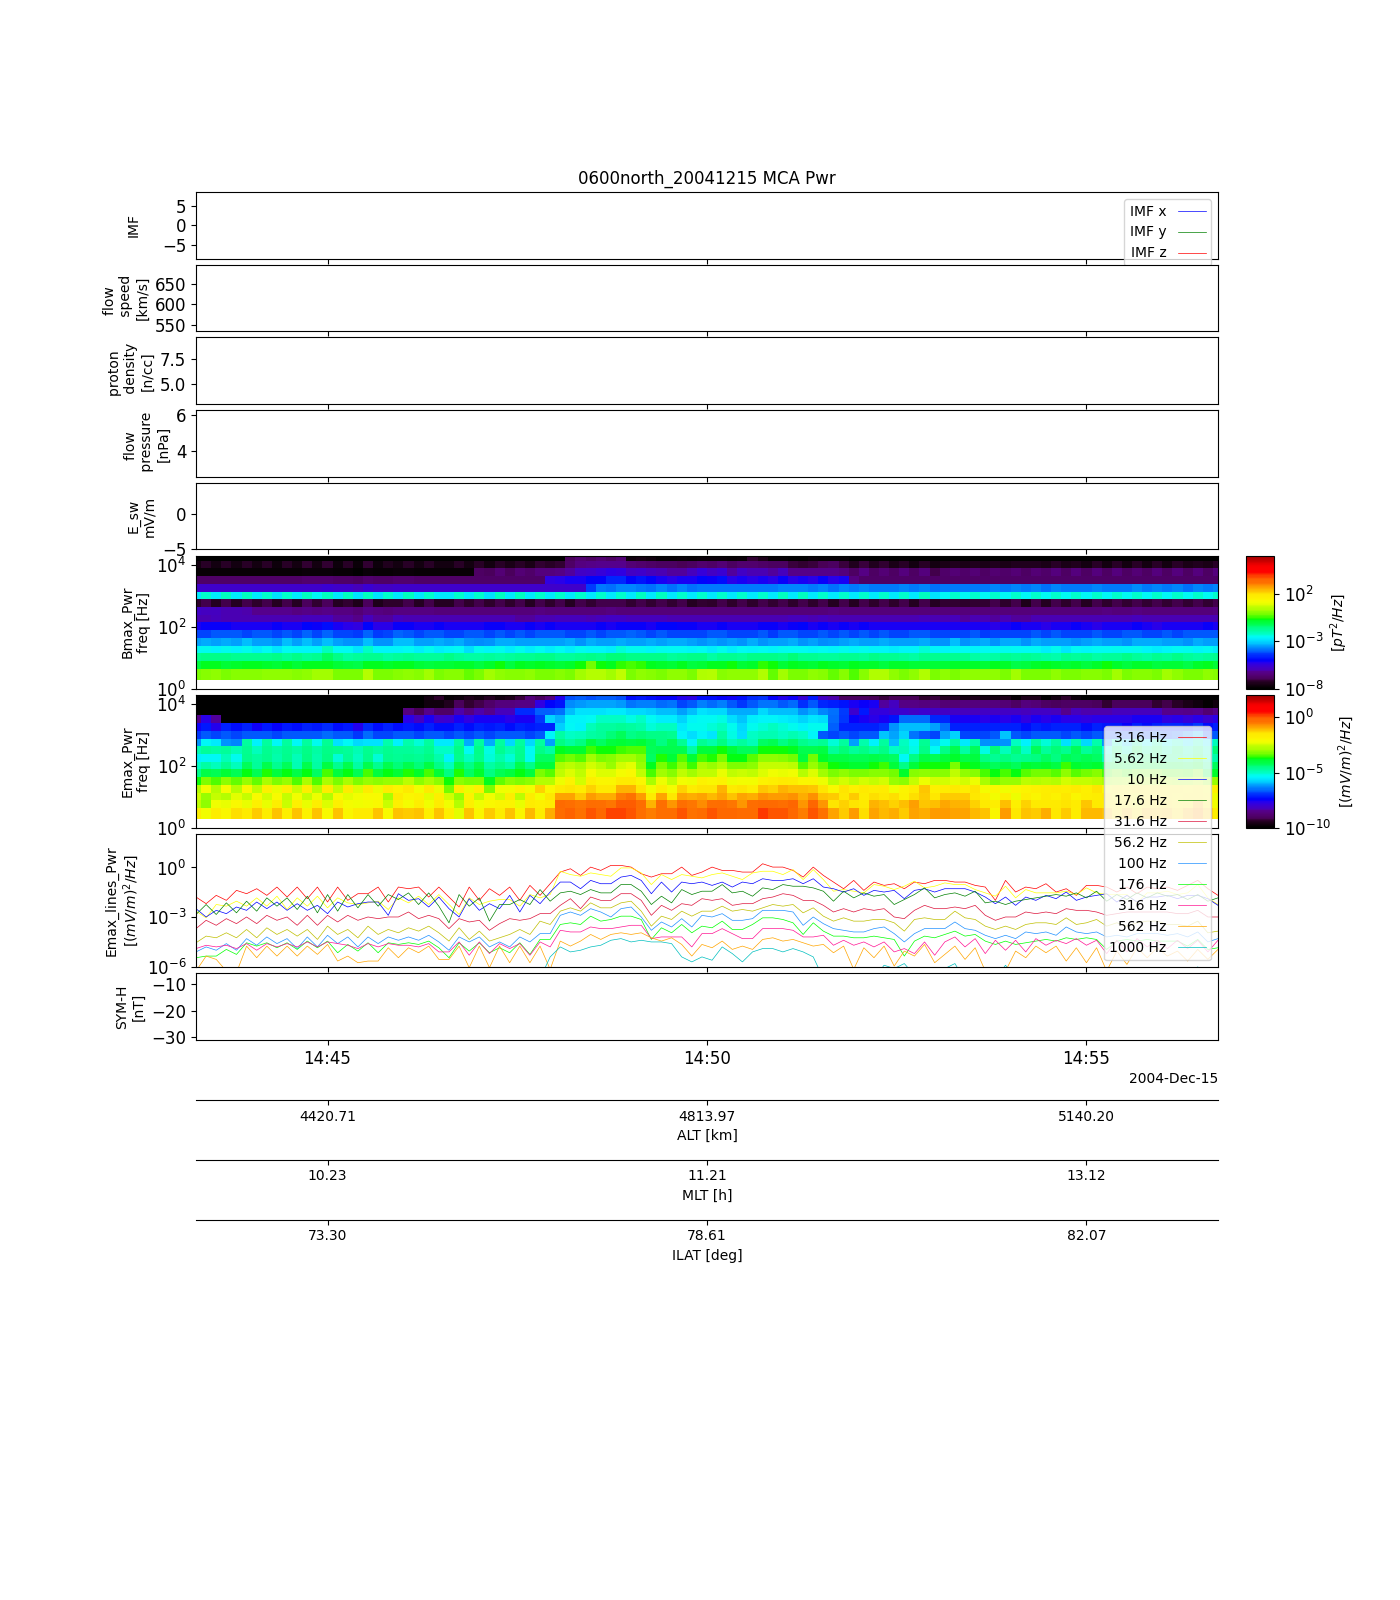 0600north_20041215 MCA Pwr
IMF
5
0
−5
IMF x
IMF y
IMF z
flow
speed
[km/s]
650
600
550
proton
density
[n/cc]
7.5
5.0
flow
pressure
[nPa]
6
4
E_sw
mV/m
0
−5
Bmax_Pwr
freq [Hz]
10^4
10^2
10^0
10^2
10^−3
10^−8
[pT^2/Hz]
Emax_Pwr
freq [Hz]
10^4
10^2
10^0
10^0
10^−5
10^−10
[(mV/m)^2/Hz]
3.16 Hz
5.62 Hz
10 Hz
17.6 Hz
31.6 Hz
56.2 Hz
100 Hz
176 Hz
316 Hz
562 Hz
1000 Hz
Emax_lines_Pwr
[(mV/m)^2/Hz]
10^0
10^−3
10^−6
SYM-H
[nT]
−10
−20
−30
14:45 14:50 14:55
2004-Dec-15
4420.71 4813.97 5140.20
ALT [km]
10.23 11.21 13.12
MLT [h]
73.30 78.61 82.07
ILAT [deg]